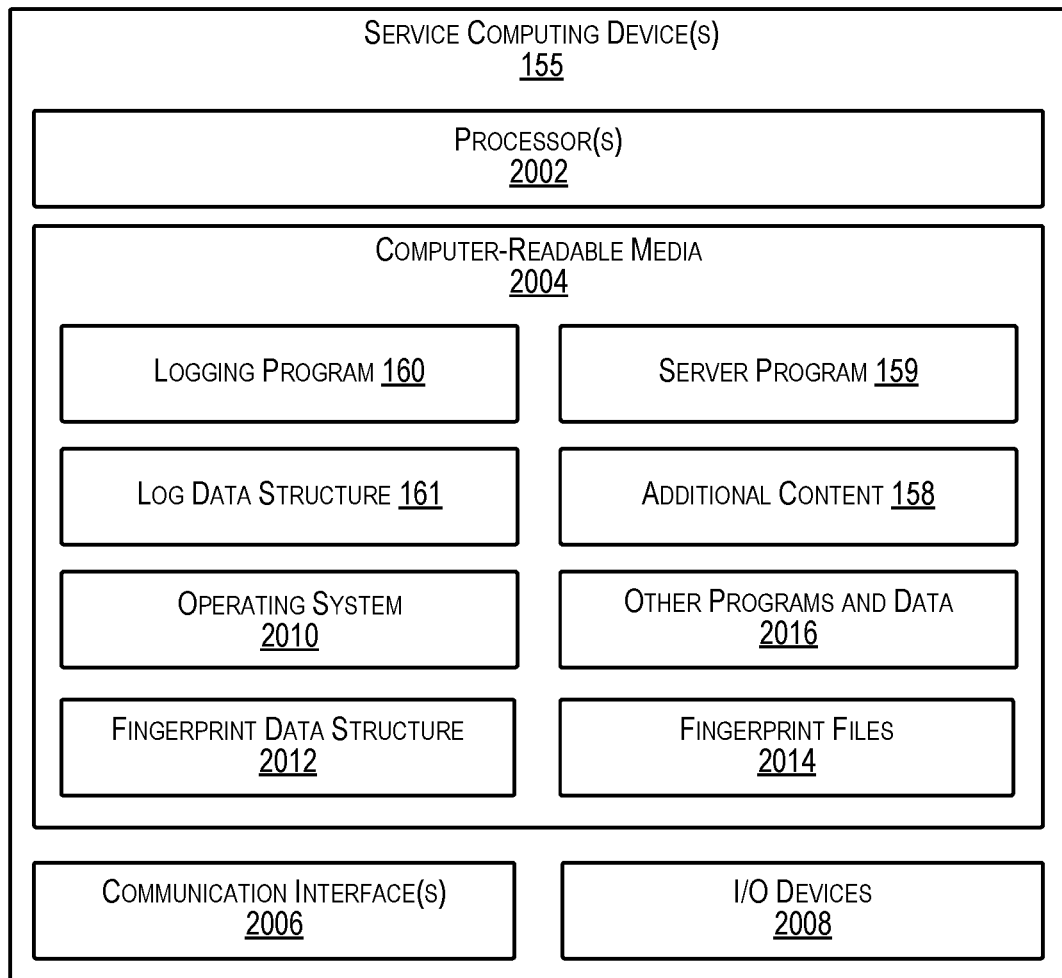 SERVICE COMPUTING DEVICE(S)
155
PROCESSOR(S)
2002
COMPUTER-READABLE MEDIA
2004
LOGGING PROGRAM 160
SERVER PROGRAM 159
LOG DATA STRUCTURE 161
ADDITIONAL CONTENT 158
OPERATING SYSTEM
2010
OTHER PROGRAMS AND DATA
2016
FINGERPRINT DATA STRUCTURE
2012
FINGERPRINT FILES
2014
COMMUNICATION INTERFACE(S)
2006
I/O DEVICES
2008